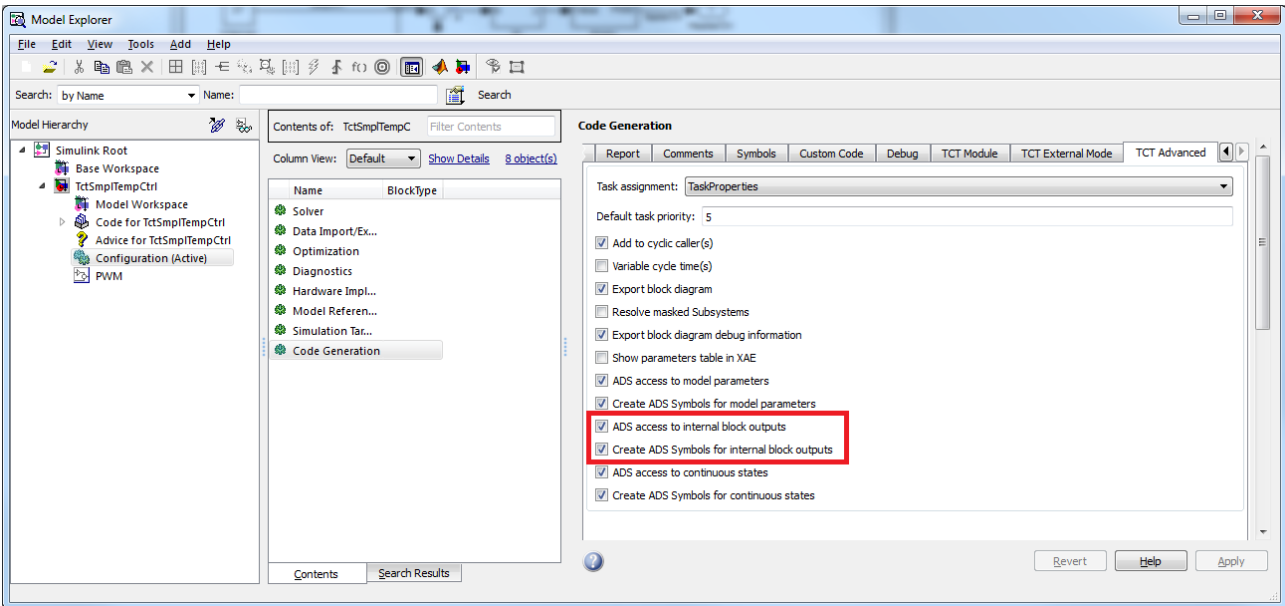 Model Explorer
File Edit View Tools Add Help
Search: by Name Name: Search
Model Hierarchy
Simulink Root
Base Workspace
TctSmplTempCtrl
Model Workspace
Code for TctSmplTempCtrl
Advice for TctSmplTempCtrl
Configuration (Active)
PWM
Contents of: TctSmplTempC Filter Contents
Column View: Default Show Details 8 object(s)
Name BlockType
Solver
Data Import/Ex...
Optimization
Diagnostics
Hardware Impl...
Model Referen...
Simulation Tar...
Code Generation
Contents Search Results
Code Generation
Report Comments Symbols Custom Code Debug TCT Module TCT External Mode TCT Advanced
Task assignment: TaskProperties
Default task priority: 5
Add to cyclic caller(s)
Variable cycle time(s)
Export block diagram
Resolve masked Subsystems
Export block diagram debug information
Show parameters table in XAE
ADS access to model parameters
Create ADS Symbols for model parameters
ADS access to internal block outputs
Create ADS Symbols for internal block outputs
ADS access to continuous states
Create ADS Symbols for continuous states
Revert Help Apply